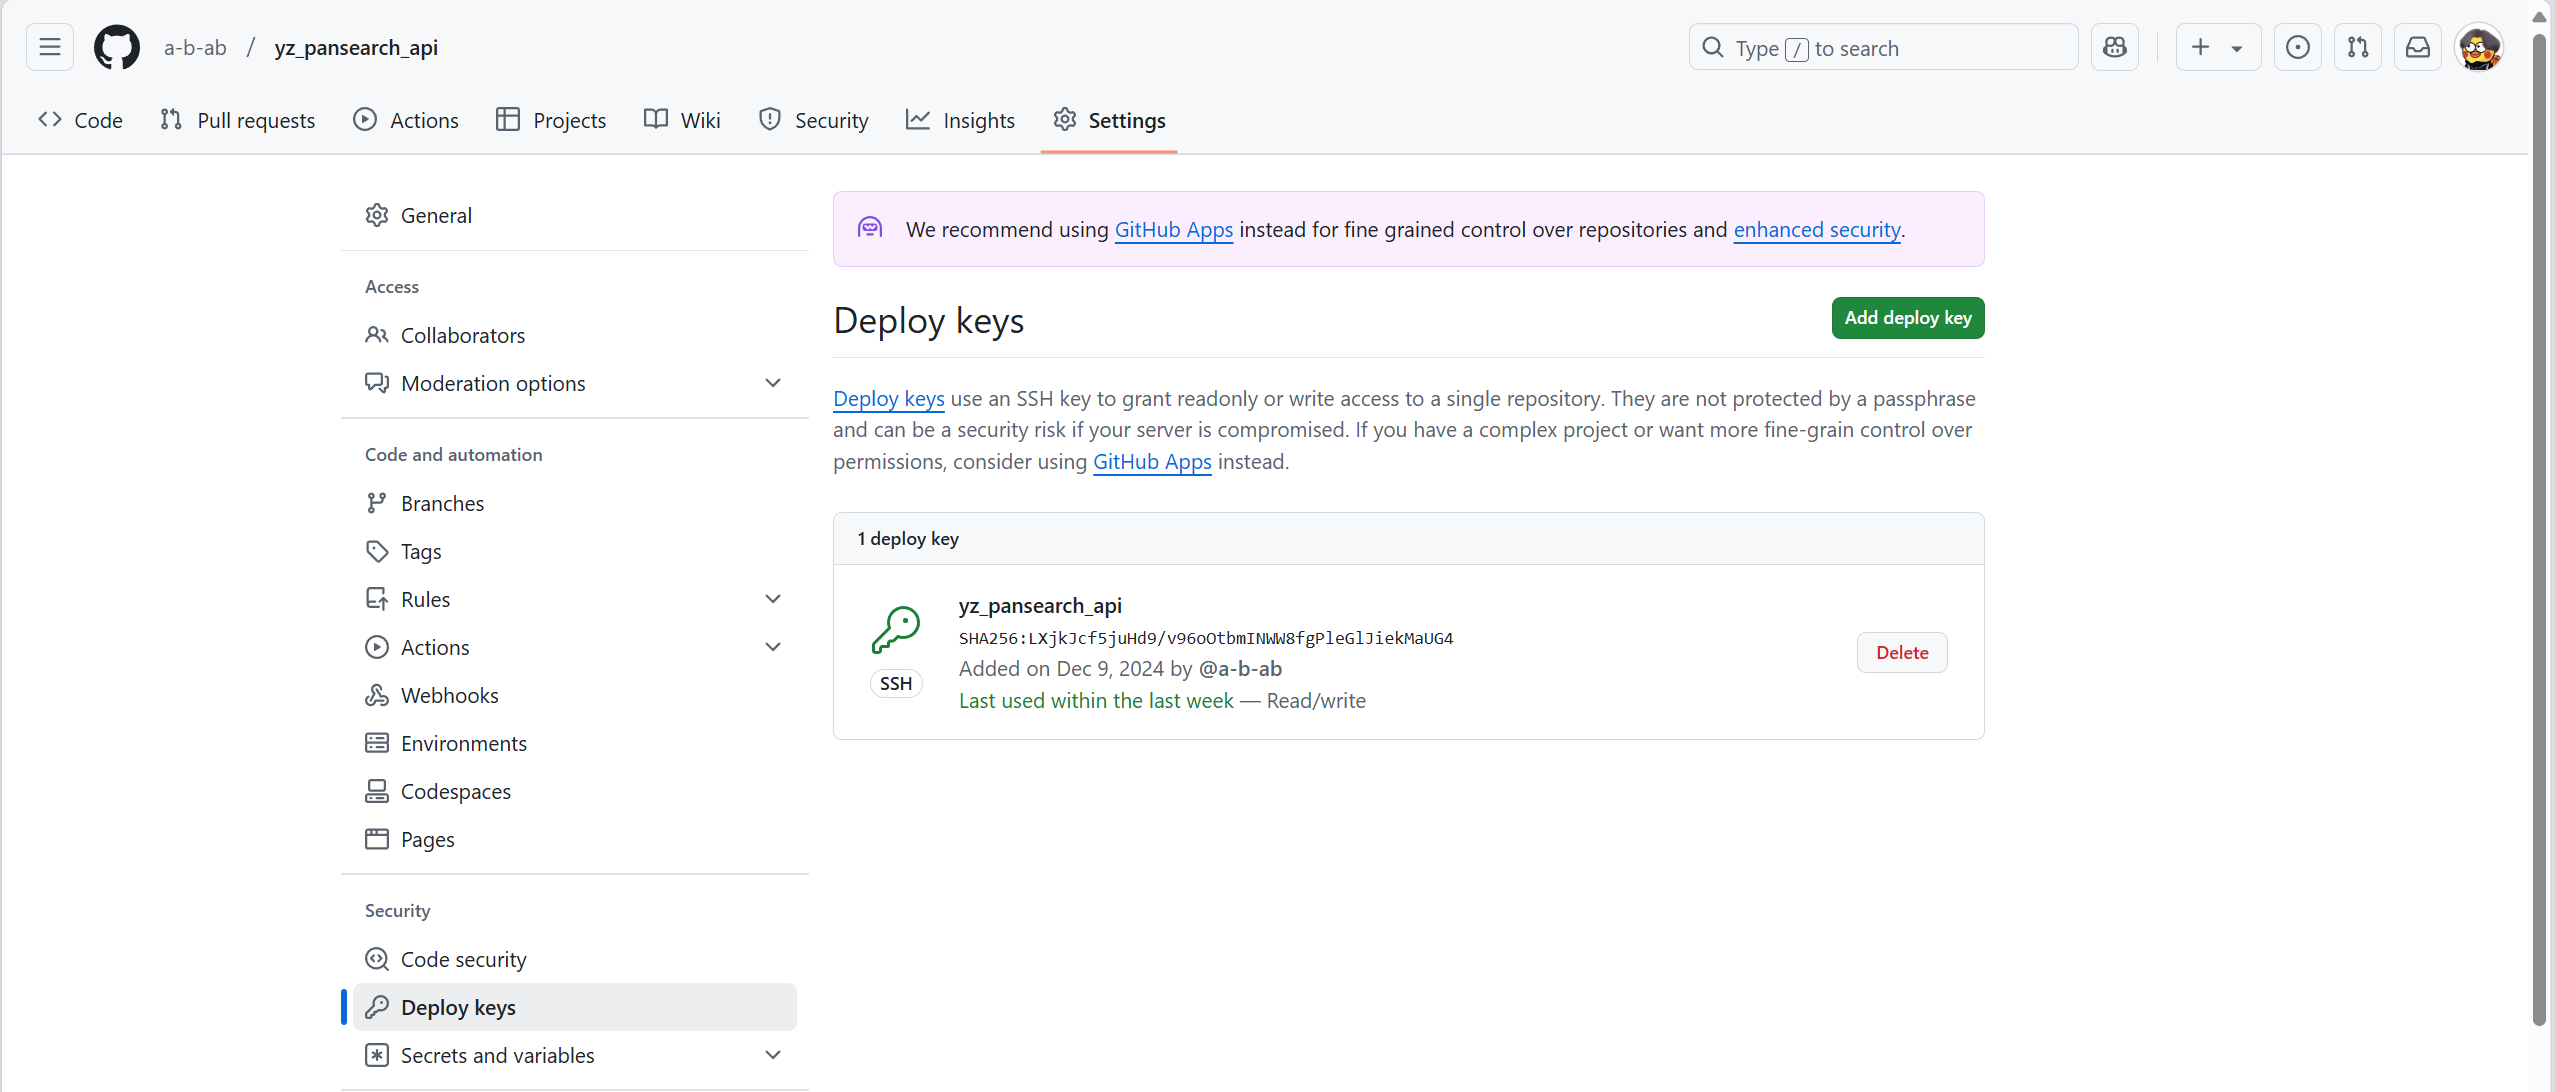 a-b-ab / yz_pansearch_api
Type / to search
Code
Pull requests
Actions
Projects
Wiki
Security
Insights
Settings
General
Access
Collaborators
Moderation options
Code and automation
Branches
Tags
Rules
Actions
Webhooks
Environments
Codespaces
Pages
Security
Code security
Deploy keys
Secrets and variables
We recommend using GitHub Apps instead for fine grained control over repositories and enhanced security.
Deploy keys
Add deploy key
Deploy keys use an SSH key to grant readonly or write access to a single repository. They are not protected by a passphrase
and can be a security risk if your server is compromised. If you have a complex project or want more fine-grain control over
permissions, consider using GitHub Apps instead.
1 deploy key
yz_pansearch_api
SHA256:LXjkJcf5juHd9/v96oOtbmINWW8fgPleGlJiekMaUG4
Added on Dec 9, 2024 by @a-b-ab
Last used within the last week — Read/write
SSH
Delete